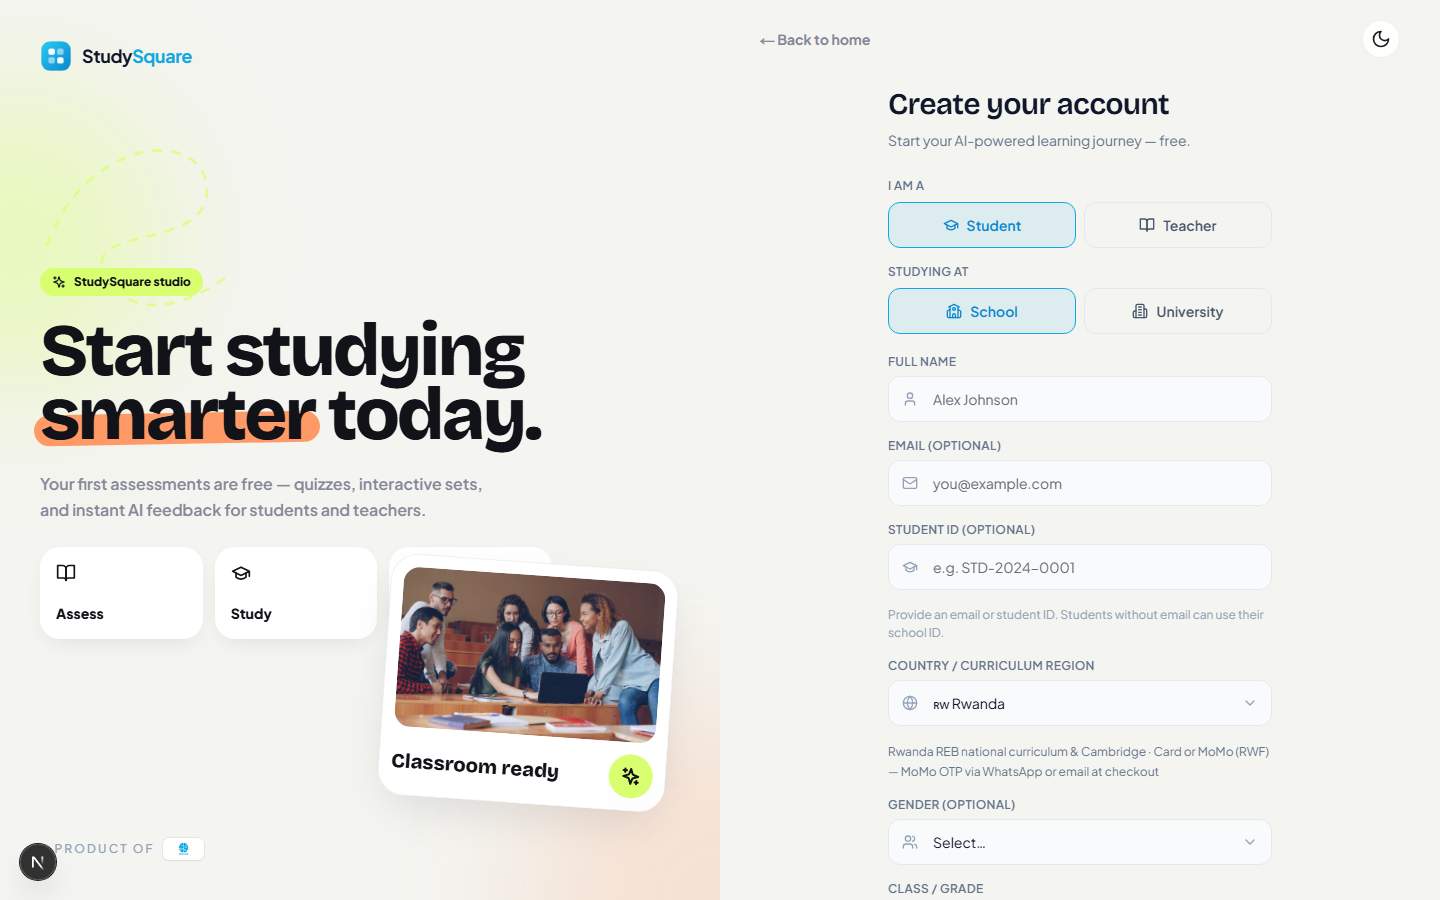 StudySquare
StudySquare studio
Start studying
smarter today.
Your first assessments are free — quizzes, interactive sets,
and instant AI feedback for students and teachers.
Assess
Study
Classroom ready
PRODUCT OF
N
← Back to home
Create your account
Start your AI-powered learning journey — free.
I AM A
Student
Teacher
STUDYING AT
School
University
FULL NAME
Alex Johnson
EMAIL (OPTIONAL)
you@example.com
STUDENT ID (OPTIONAL)
e.g. STD-2024-0001
Provide an email or student ID. Students without email can use their
school ID.
COUNTRY / CURRICULUM REGION
RW Rwanda
Rwanda REB national curriculum & Cambridge · Card or MoMo (RWF)
— MoMo OTP via WhatsApp or email at checkout
GENDER (OPTIONAL)
Select…
CLASS / GRADE